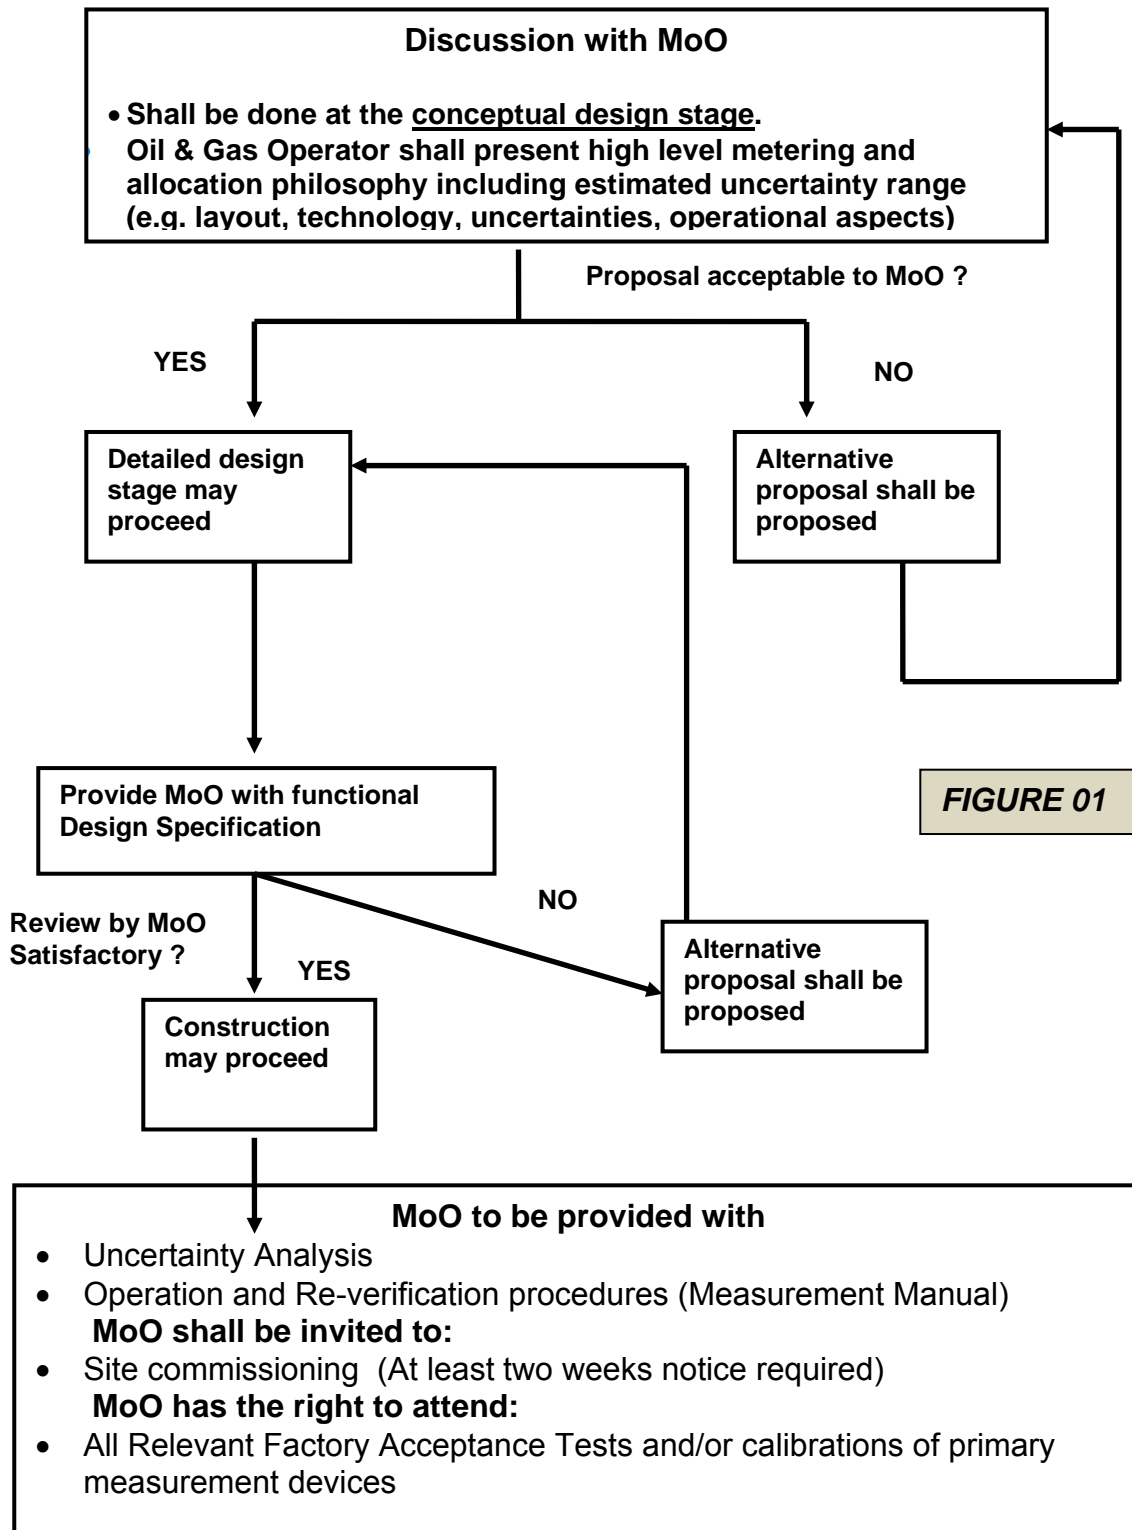 Discussion with MoO
• Shall be done at the conceptual design stage.
Oil & Gas Operator shall present high level metering and
allocation philosophy including estimated uncertainty range
(e.g. layout, technology, uncertainties, operational aspects)
Proposal acceptable to MoO ?
YES
NO
Detailed design
stage may
proceed
Alternative
proposal shall be
proposed
Provide MoO with functional
Design Specification
FIGURE 01
Review by MoO
Satisfactory ?
YES
NO
Alternative
proposal shall be
proposed
Construction
may proceed
MoO to be provided with
• Uncertainty Analysis
• Operation and Re-verification procedures (Measurement Manual)
MoO shall be invited to:
• Site commissioning (At least two weeks notice required)
MoO has the right to attend:
• All Relevant Factory Acceptance Tests and/or calibrations of primary
measurement devices